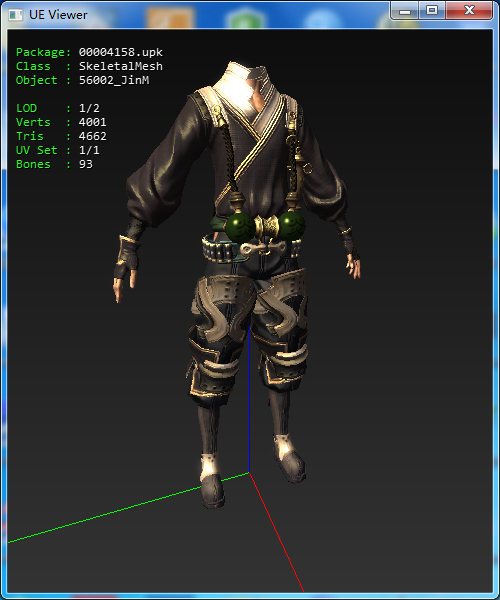 UE Viewer
Package: 00004158.upk
Class : SkeletalMesh
Object : 56002_JinM
LOD : 1/2
Verts : 4001
Tris : 4662
UV Set : 1/1
Bones : 93